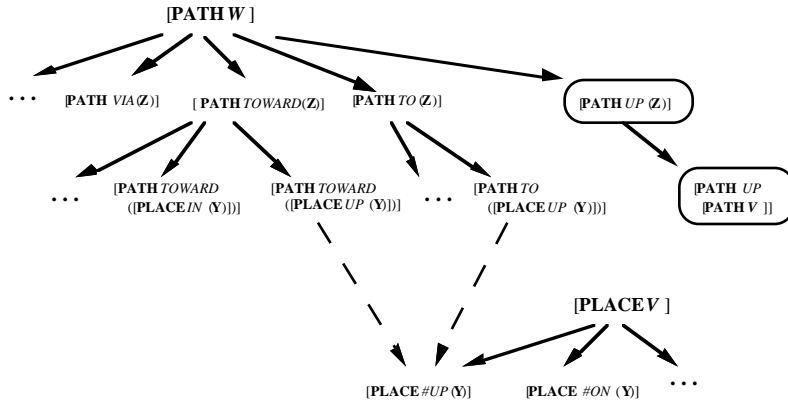 [PATH W ]
... [PATH VIA(Z)] [ PATH TOWARD(Z)] [PATH TO (Z)] [PATH UP (Z)]
... [PATH TOWARD [PATH TOWARD ... [PATH TO [PATH UP
([PLACE IN (Y)])] ([PLACE UP (Y)])] ([PLACE UP (Y)])] [PATH V ]]
[PLACE V ]
[PLACE #UP (Y)] [PLACE #ON (Y)] ...